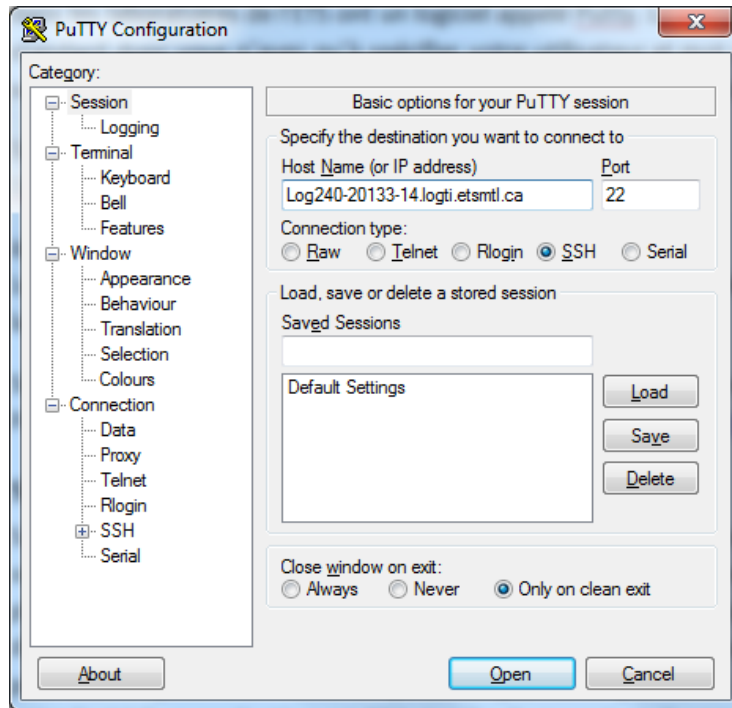 PuTTY Configuration
Category:
Session
Logging
Terminal
Keyboard
Bell
Features
Window
Appearance
Behaviour
Translation
Selection
Colours
Connection
Data
Proxy
Telnet
Rlogin
SSH
Serial
Basic options for your PuTTY session
Specify the destination you want to connect to
Host Name (or IP address) Port
Log240-20133-14.logti.etsmtl.ca 22
Connection type:
Raw Telnet Rlogin SSH Serial
Load, save or delete a stored session
Saved Sessions
Default Settings
Load
Save
Delete
Close window on exit:
Always Never Only on clean exit
About Open Cancel